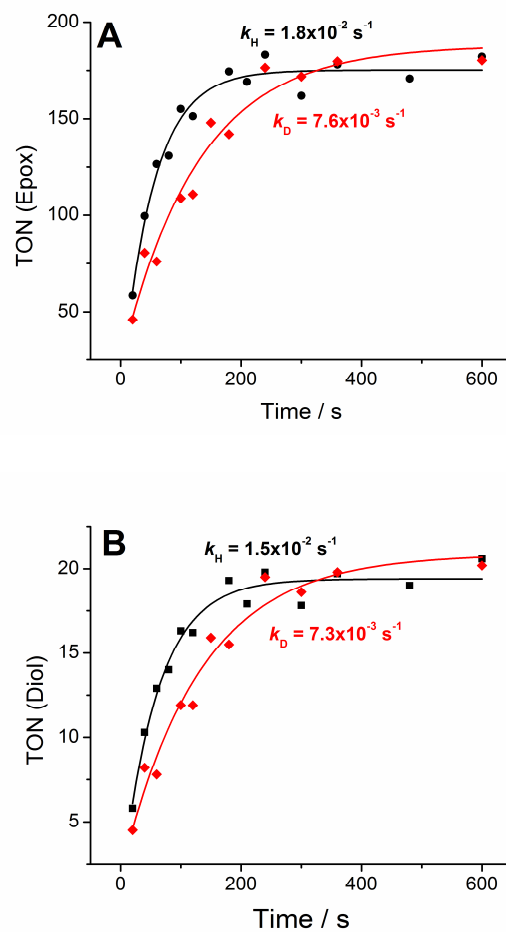 A
k_H = 1.8x10⁻² s⁻¹
200
k_D = 7.6x10⁻³ s⁻¹
150
100
50
TON (Epox)
0 200 400 600
Time / s
B
k_H = 1.5x10⁻² s⁻¹
20
k_D = 7.3x10⁻³ s⁻¹
15
10
5
TON (Diol)
0 200 400 600
Time / s